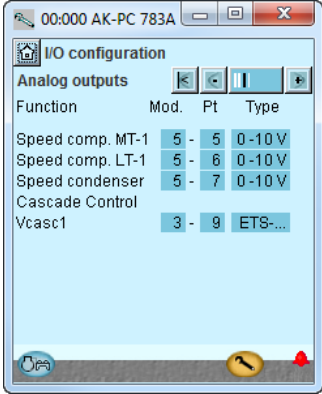 00:000 AK-PC 783A
I/O configuration
Analog outputs
Function Mod. Pt Type
Speed comp. MT-1 5 - 5 0-10 V
Speed comp. LT-1 5 - 6 0-10 V
Speed condenser 5 - 7 0-10 V
Cascade Control
Vcasc1 3 - 9 ETS-...